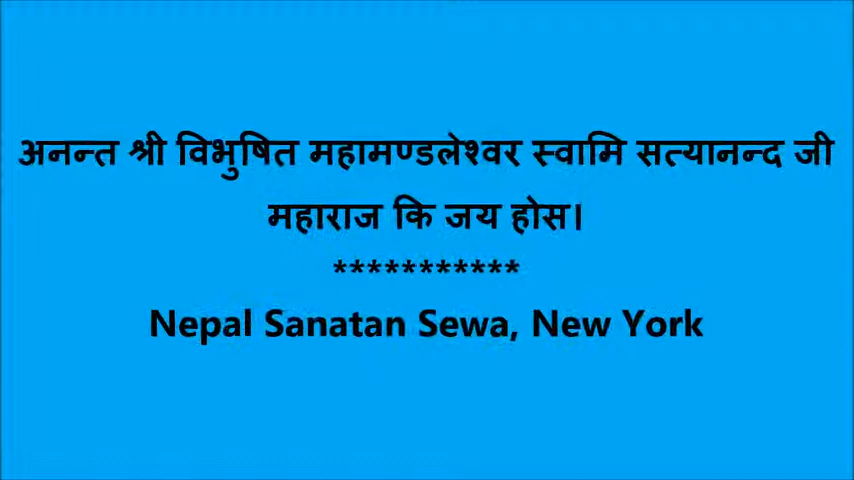 अनन्त श्री विभुषित महामण्डलेश्वर स्वामि सत्यानन्द जी
महाराज कि जय होस।
***********
Nepal Sanatan Sewa, New York